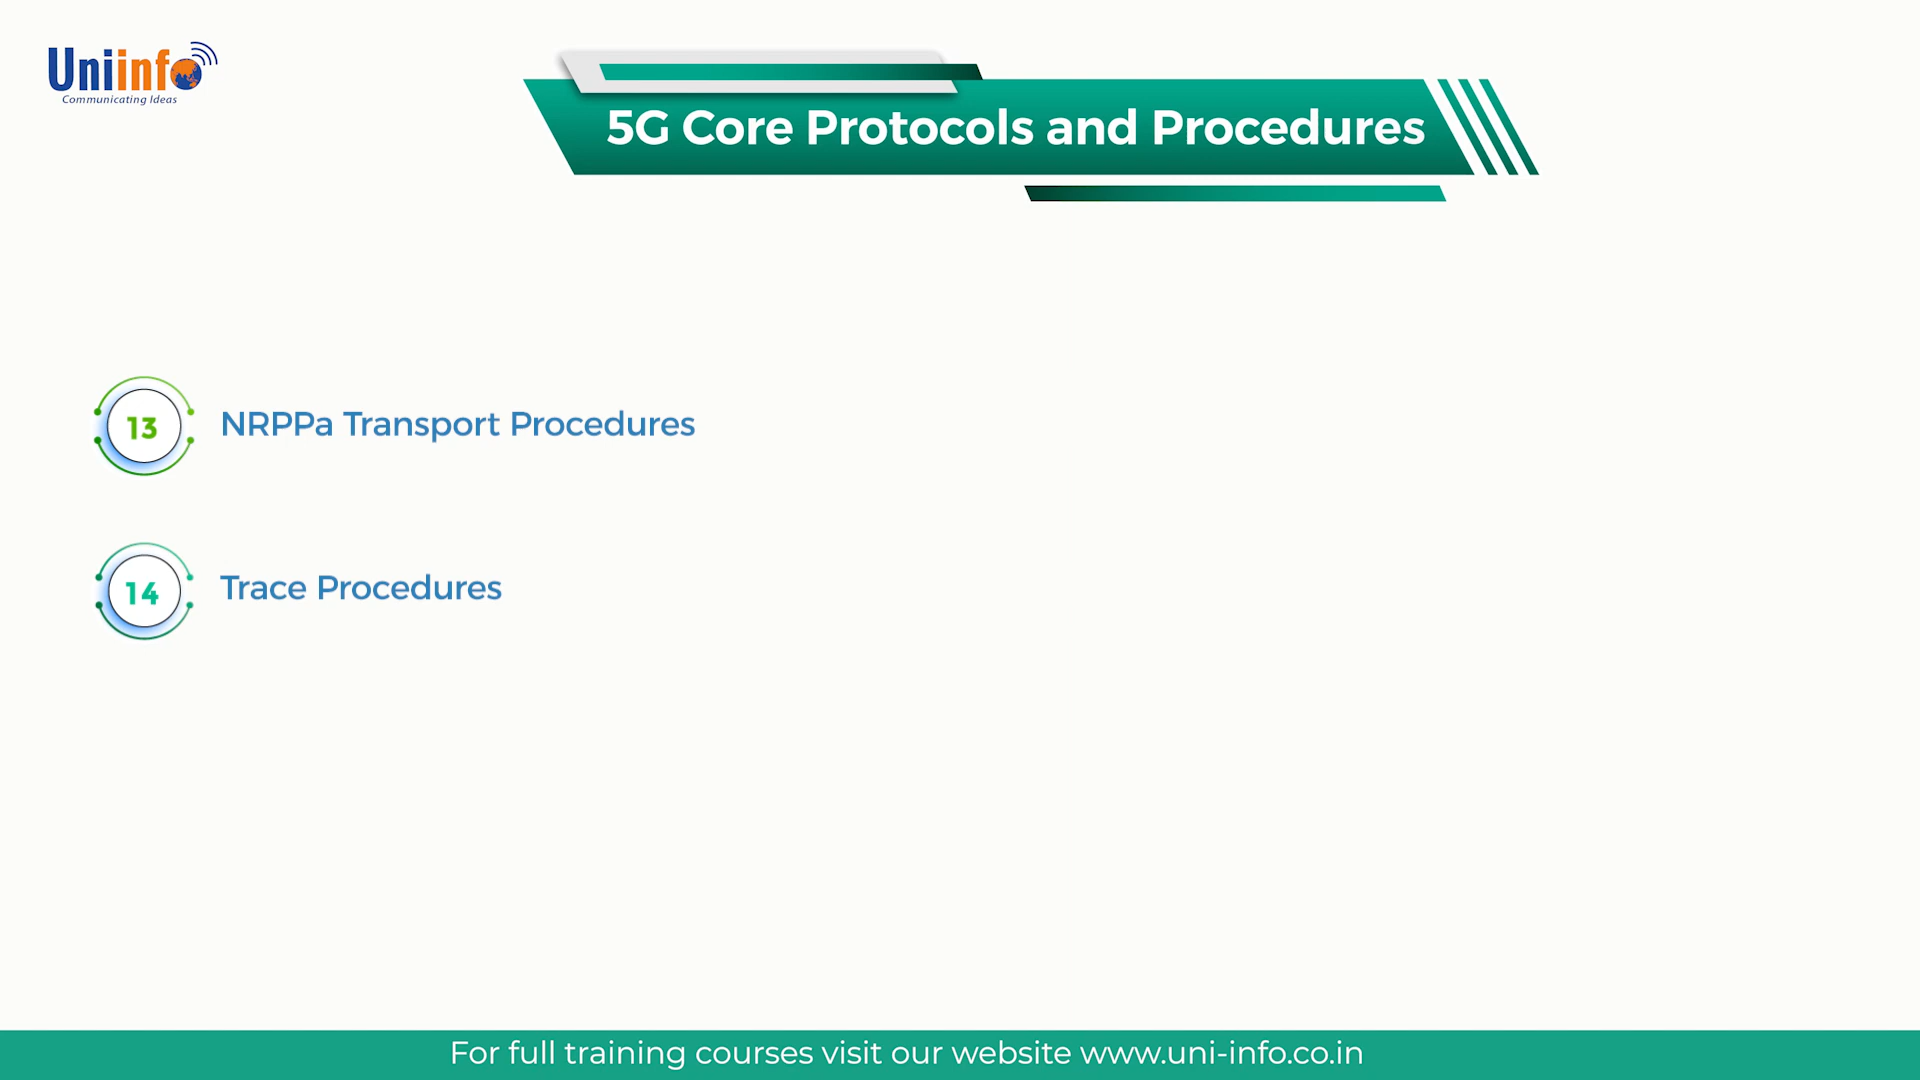 Uniinfo
Communicating Ideas
5G Core Protocols and Procedures
13 NRPPa Transport Procedures
14 Trace Procedures
For full training courses visit our website www.uni-info.co.in